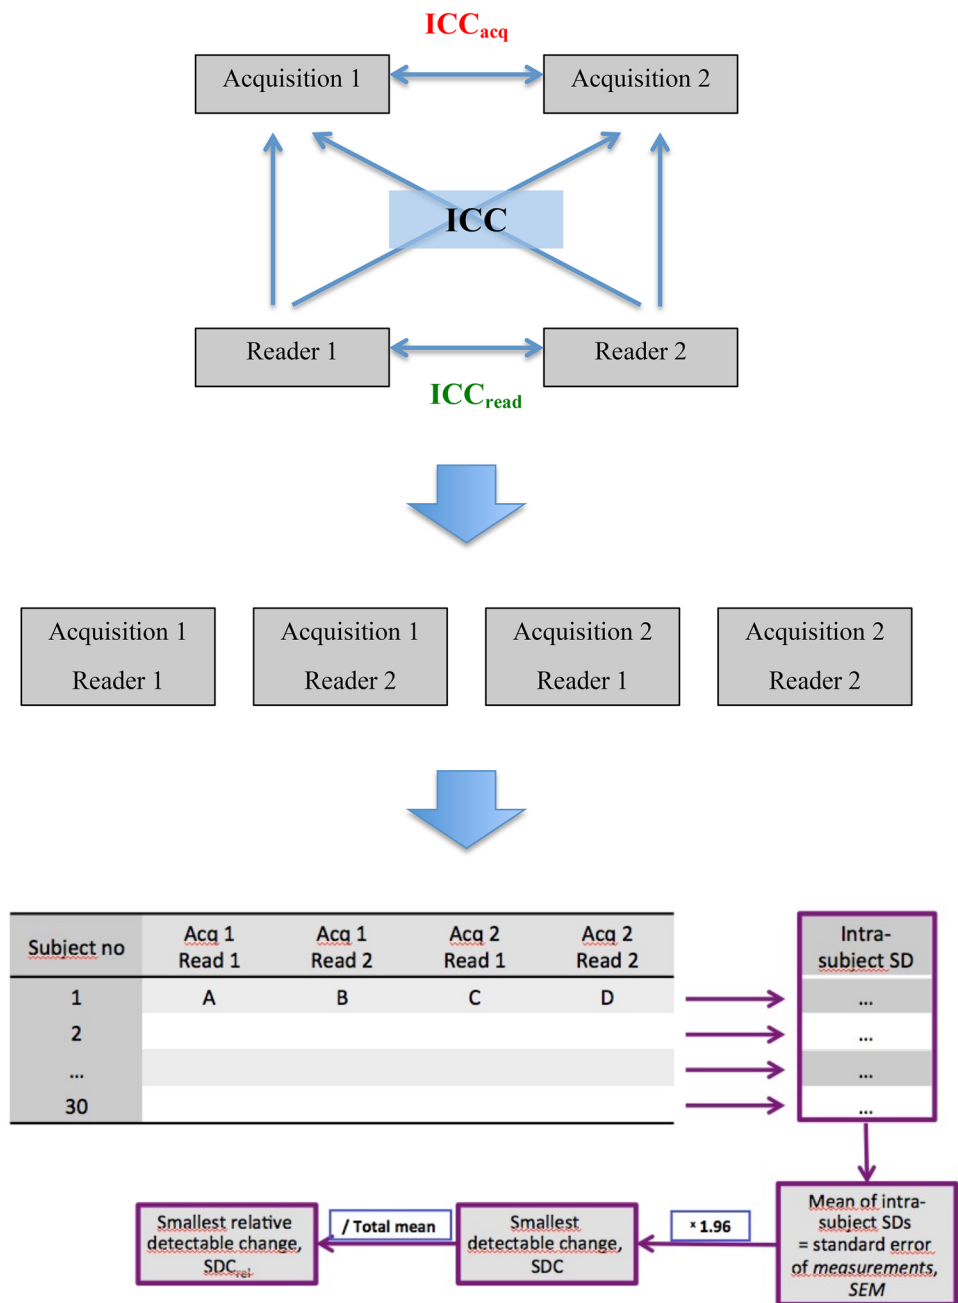 ICCacq
Acquisition 1
Acquisition 2
ICC
Reader 1
Reader 2
ICCread
Acquisition 1
Reader 1
Acquisition 1
Reader 2
Acquisition 2
Reader 1
Acquisition 2
Reader 2
Subject no
Acq 1
Read 1
Acq 1
Read 2
Acq 2
Read 1
Acq 2
Read 2
Intra-
subject SD
1 A B C D ...
2 ...
... ...
30 ...
Mean of intra-
subject SDs
= standard error
of measurements,
SEM
x 1.96
Smallest
detectable change,
SDC
/ Total mean
Smallest relative
detectable change,
SDCrel